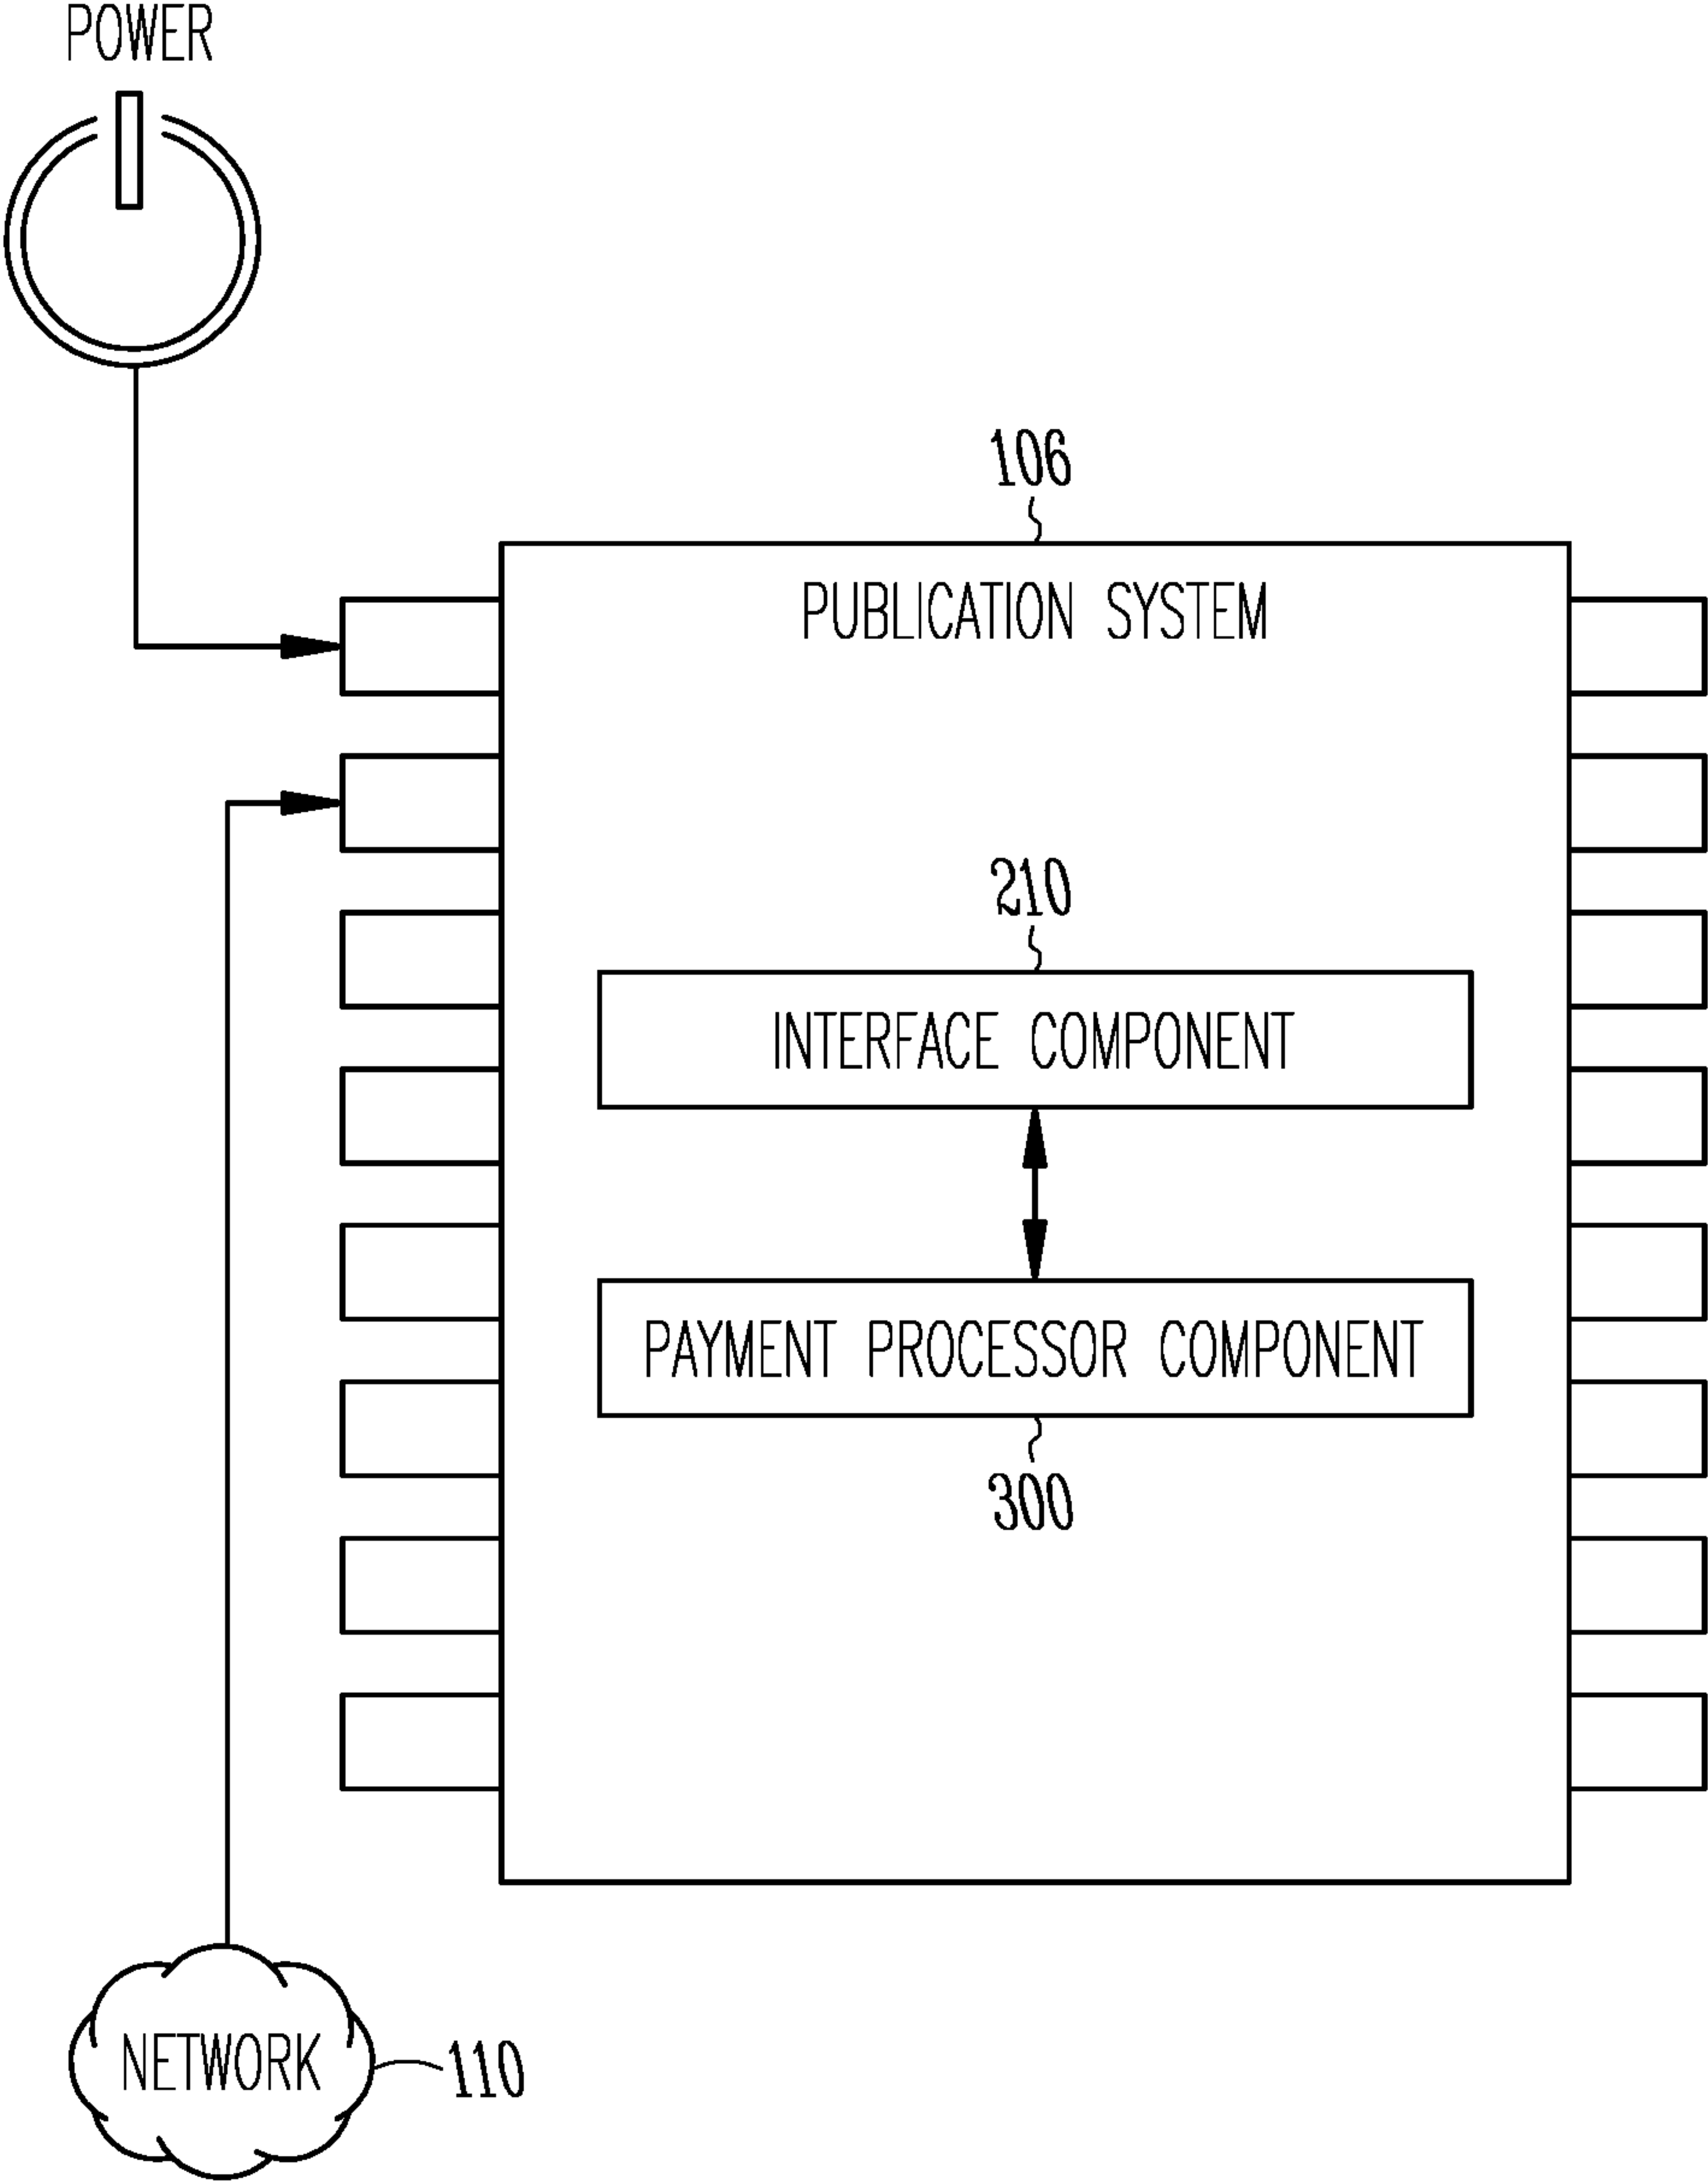 POWER
106
PUBLICATION SYSTEM
210
INTERFACE COMPONENT
PAYMENT PROCESSOR COMPONENT
300
NETWORK
110